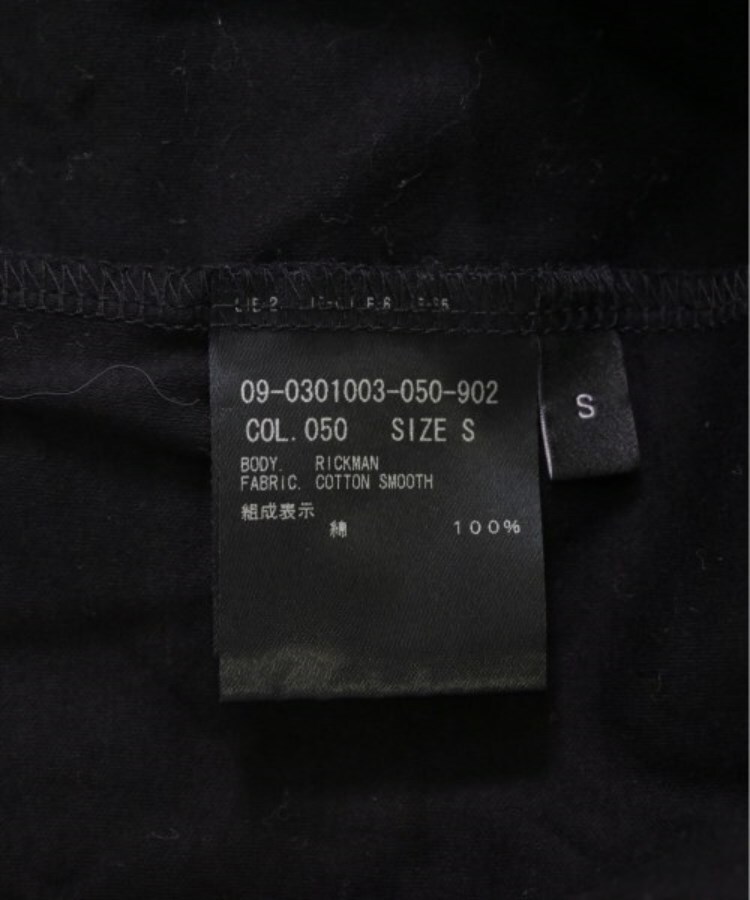 09-0301003-050-902
COL. 050 SIZE S
BODY. RICKMAN
FABRIC. COTTON SMOOTH
組成表示
綿 100%
S